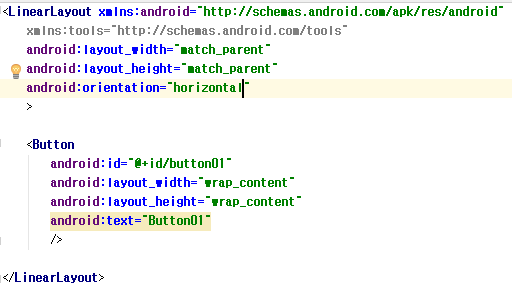 <LinearLayout xmlns:android="http://schemas.android.com/apk/res/android"
xmlns:tools="http://schemas.android.com/tools"
android:layout_width="match_parent"
android:layout_height="match_parent"
android:orientation="horizontal"
>
<Button
android:id="@+id/button01"
android:layout_width="wrap_content"
android:layout_height="wrap_content"
android:text="Button01"
/>
</LinearLayout>